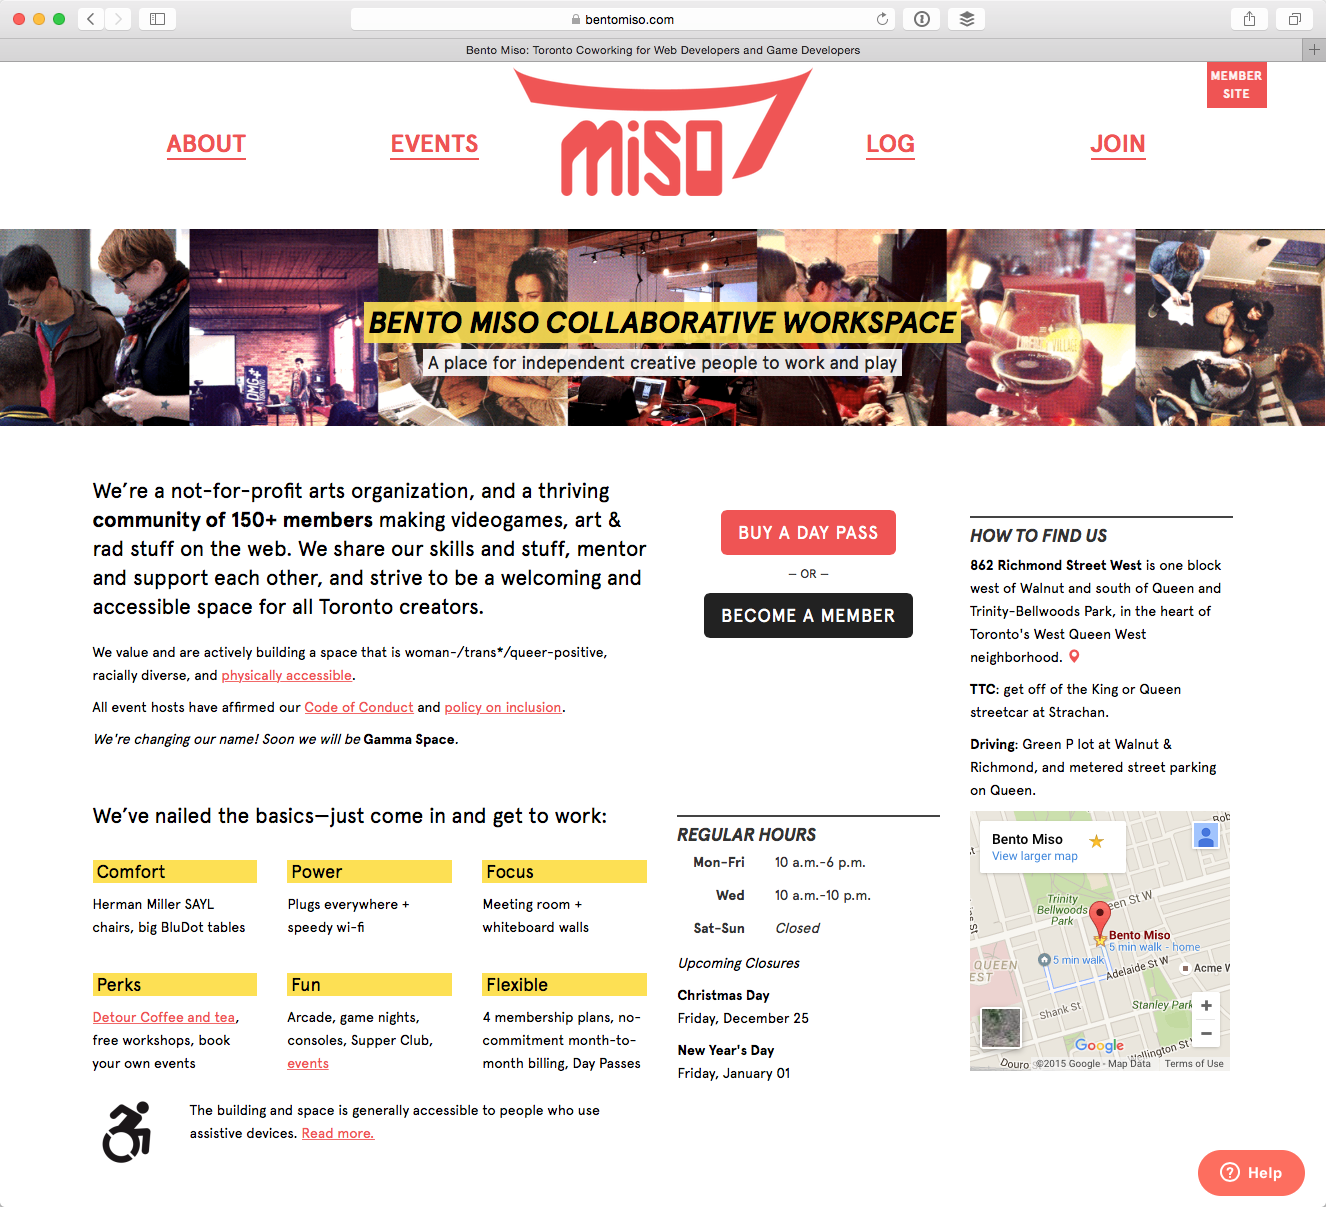 bentomiso.com
Bento Miso: Toronto Coworking for Web Developers and Game Developers
MEMBER
SITE
ABOUT
EVENTS
MiSO
LOG
JOIN
BENTO MISO COLLABORATIVE WORKSPACE
A place for independent creative people to work and play
DMG
TORONTO
We're a not-for-profit arts organization, and a thriving
community of 150+ members making videogames, art &
rad stuff on the web. We share our skills and stuff, mentor
and support each other, and strive to be a welcoming and
accessible space for all Toronto creators.
We value and are actively building a space that is woman-/trans*/queer-positive,
racially diverse, and physically accessible.
All event hosts have affirmed our Code of Conduct and policy on inclusion.
We're changing our name! Soon we will be Gamma Space.
BUY A DAY PASS
– OR –
BECOME A MEMBER
HOW TO FIND US
862 Richmond Street West is one block
west of Walnut and south of Queen and
Trinity-Bellwoods Park, in the heart of
Toronto's West Queen West
neighborhood.
TTC: get off of the King or Queen
streetcar at Strachan.
Driving: Green P lot at Walnut &
Richmond, and metered street parking
on Queen.
We've nailed the basics—just come in and get to work:
Comfort
Herman Miller SAYL
chairs, big BluDot tables
Power
Plugs everywhere +
speedy wi-fi
Focus
Meeting room +
whiteboard walls
Perks
Detour Coffee and tea,
free workshops, book
your own events
Fun
Arcade, game nights,
consoles, Supper Club,
events
Flexible
4 membership plans, no-
commitment month-to-
month billing, Day Passes
The building and space is generally accessible to people who use
assistive devices. Read more.
REGULAR HOURS
Mon-Fri 10 a.m.-6 p.m.
Wed 10 a.m.-10 p.m.
Sat-Sun Closed
Upcoming Closures
Christmas Day
Friday, December 25
New Year's Day
Friday, January 01
Bento Miso
View larger map
Rob
St
Trinity
Bellwoods
Park
een St W
Bento Miso
5 min walk - home
5 min walk
QUEEN
EST
Adelaide St W
Acme W
Shank St
Stanley Park
+
−
Google
Wellington St
Douro S
©2015 Google - Map Data
Terms of Use
? Help